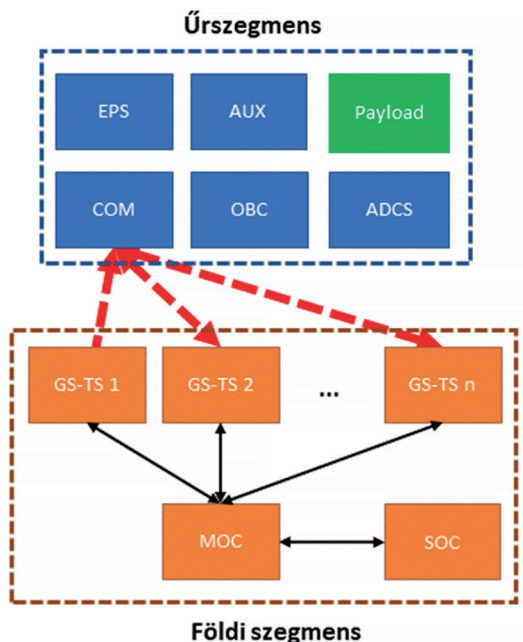 Űrszegmens
EPS
AUX
Payload
COM
OBC
ADCS
GS-TS 1
GS-TS 2
...
GS-TS n
MOC
SOC
Földi szegmens